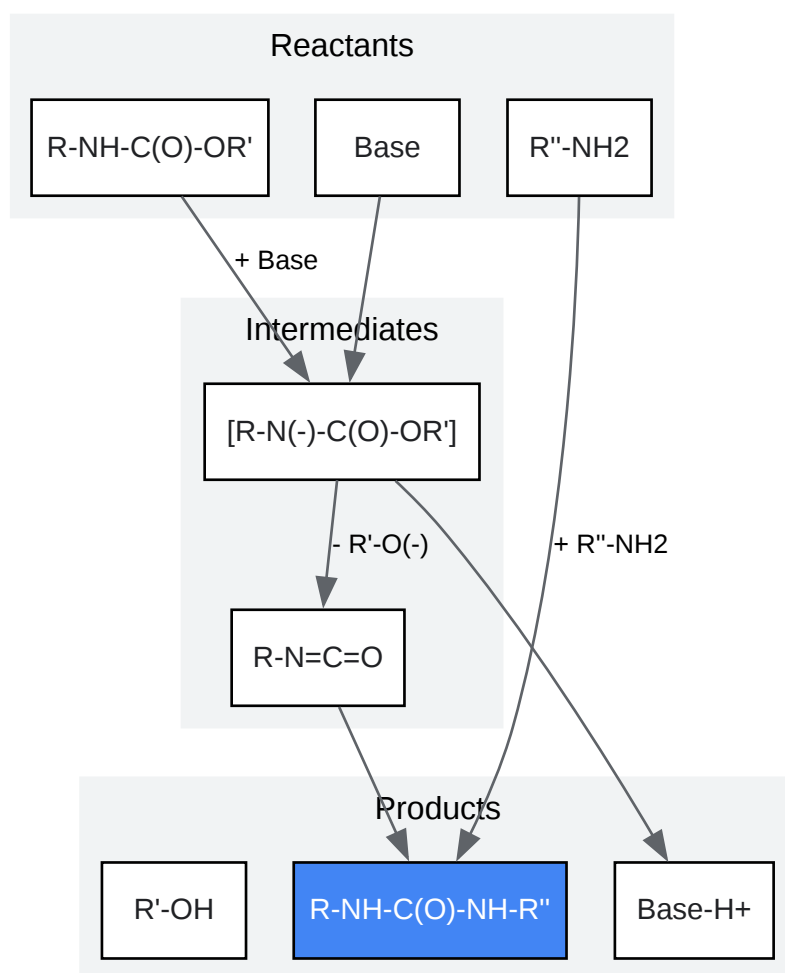 Reactants
R-NH-C(O)-OR'
Base
R''-NH2
+ Base
Intermediates
[R-N(-)-C(O)-OR']
- R'-O(-)
+ R''-NH2
R-N=C=O
Products
R'-OH
R-NH-C(O)-NH-R''
Base-H+